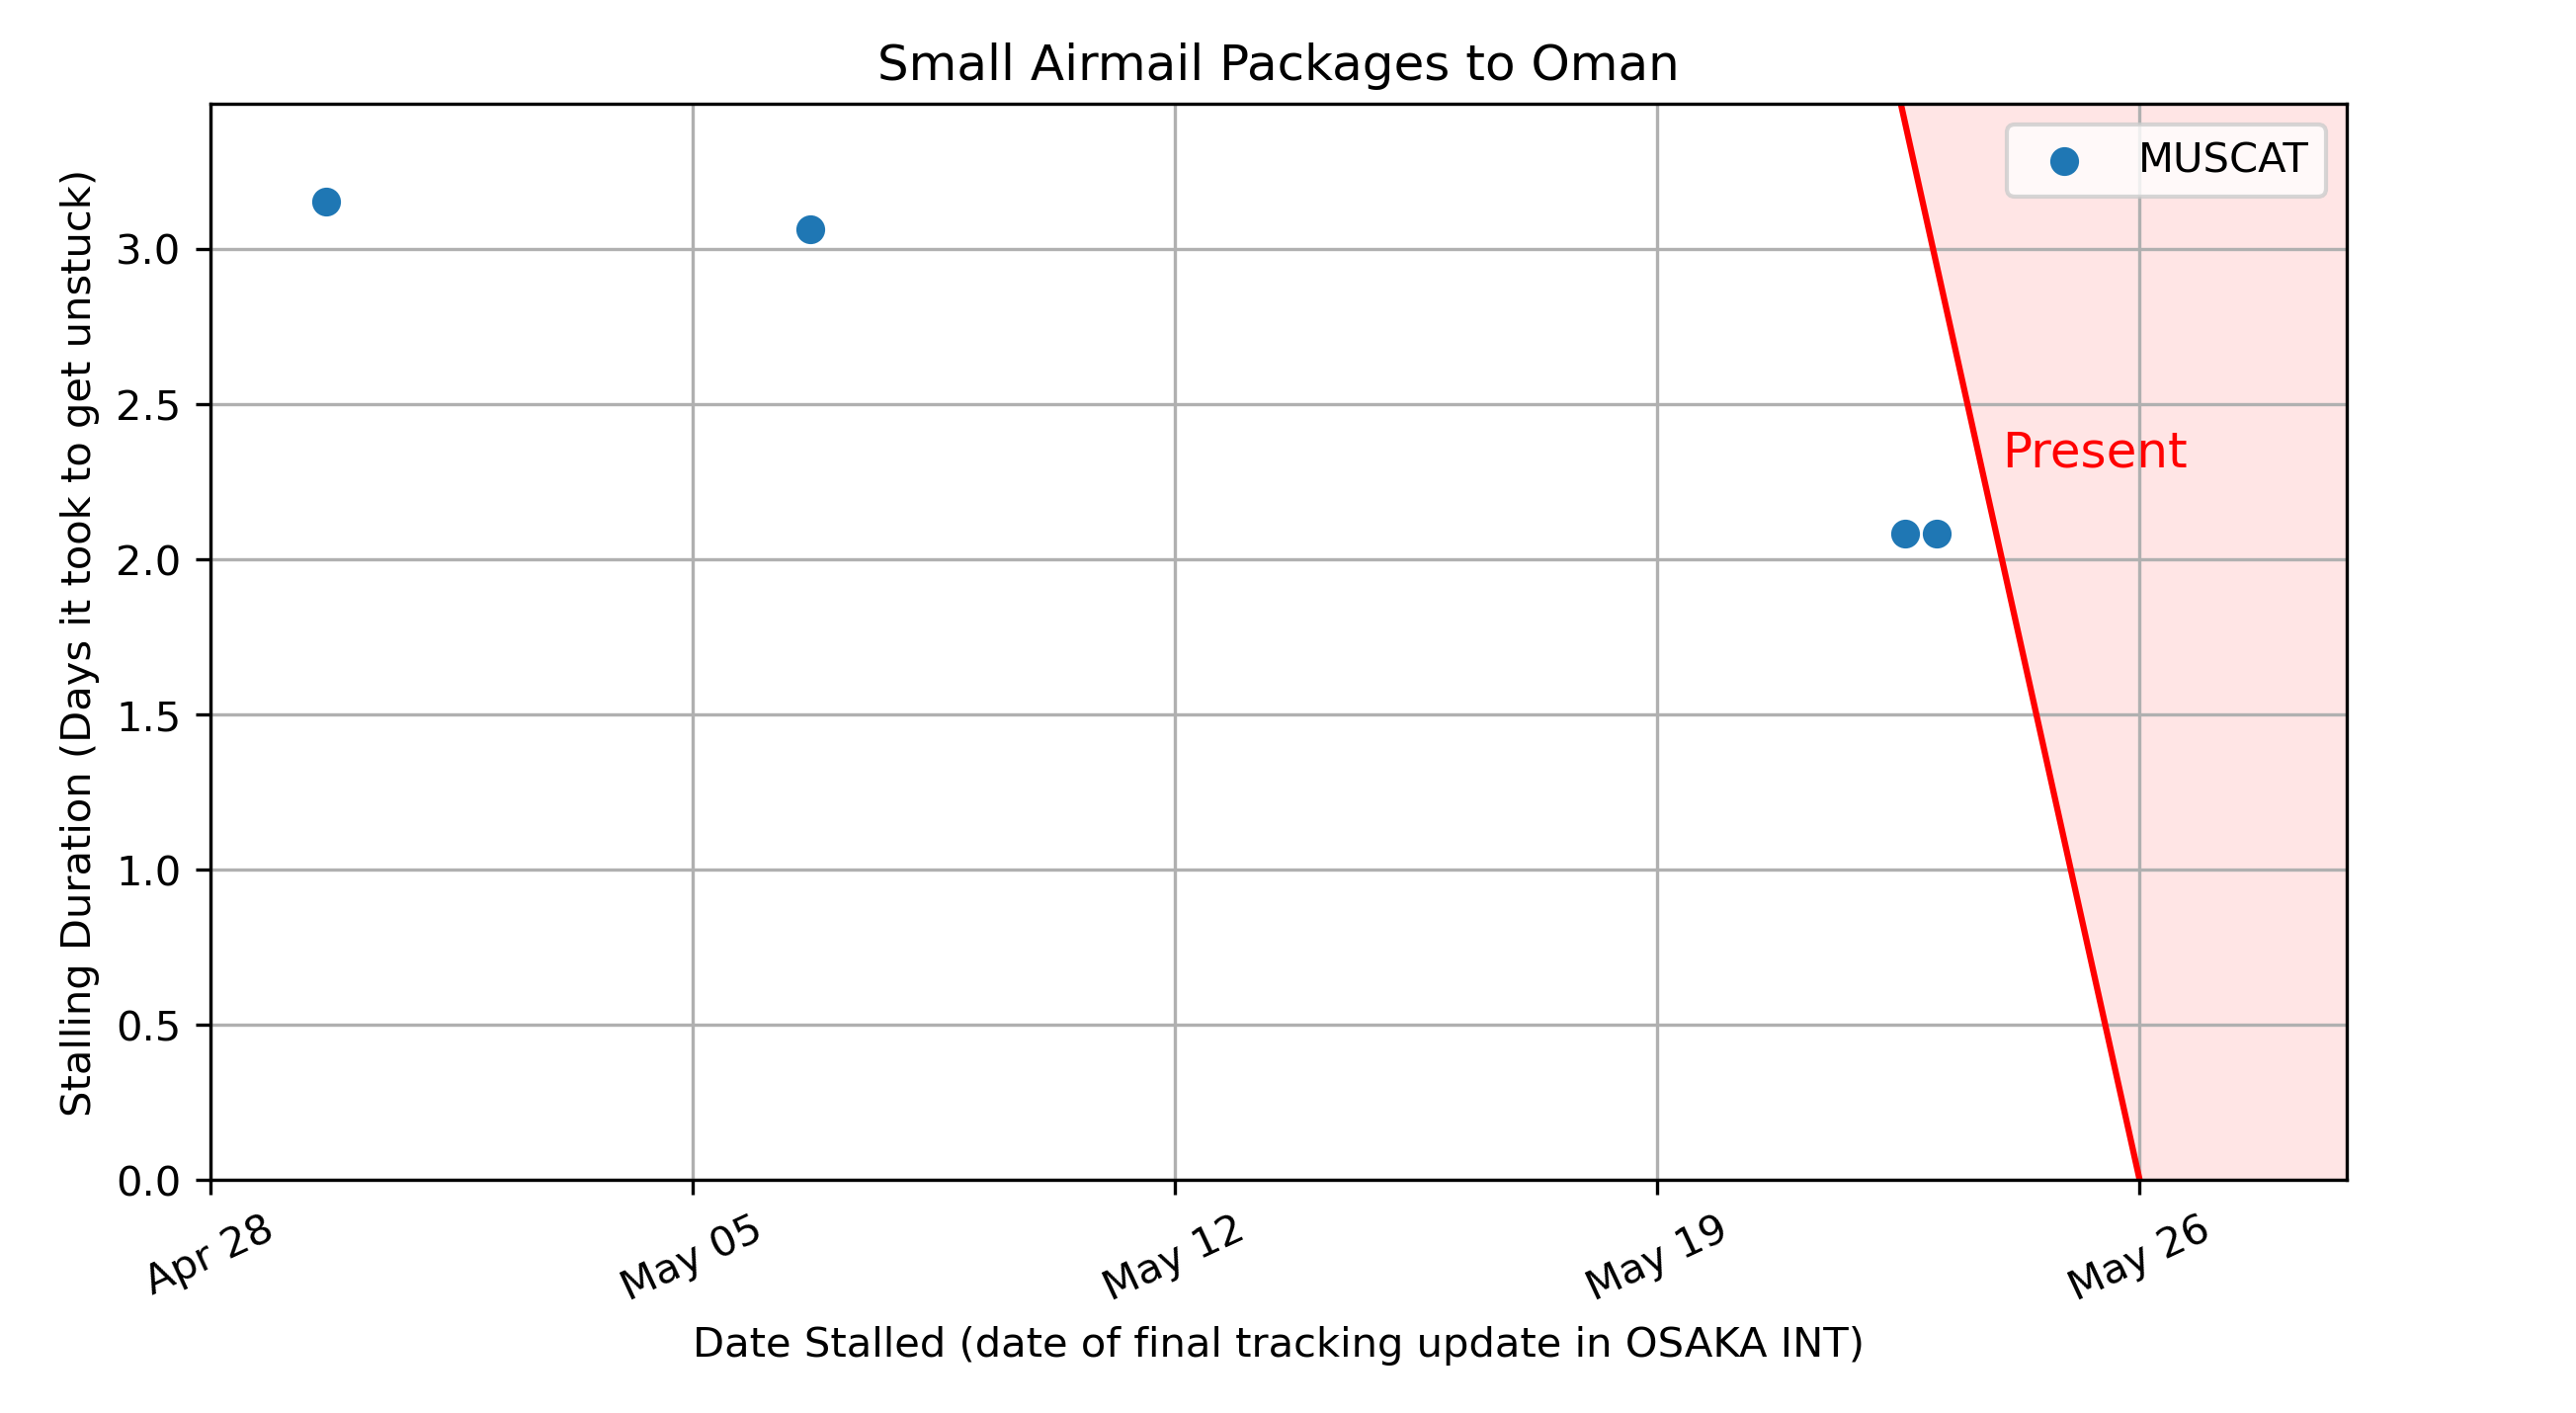 Small Airmail Packages to Oman
MUSCAT
Present
Stalling Duration (Days it took to get unstuck)
3.0
2.5
2.0
1.5
1.0
0.5
0.0
Apr 28
May 05
May 12
May 19
May 26
Date Stalled (date of final tracking update in OSAKA INT)